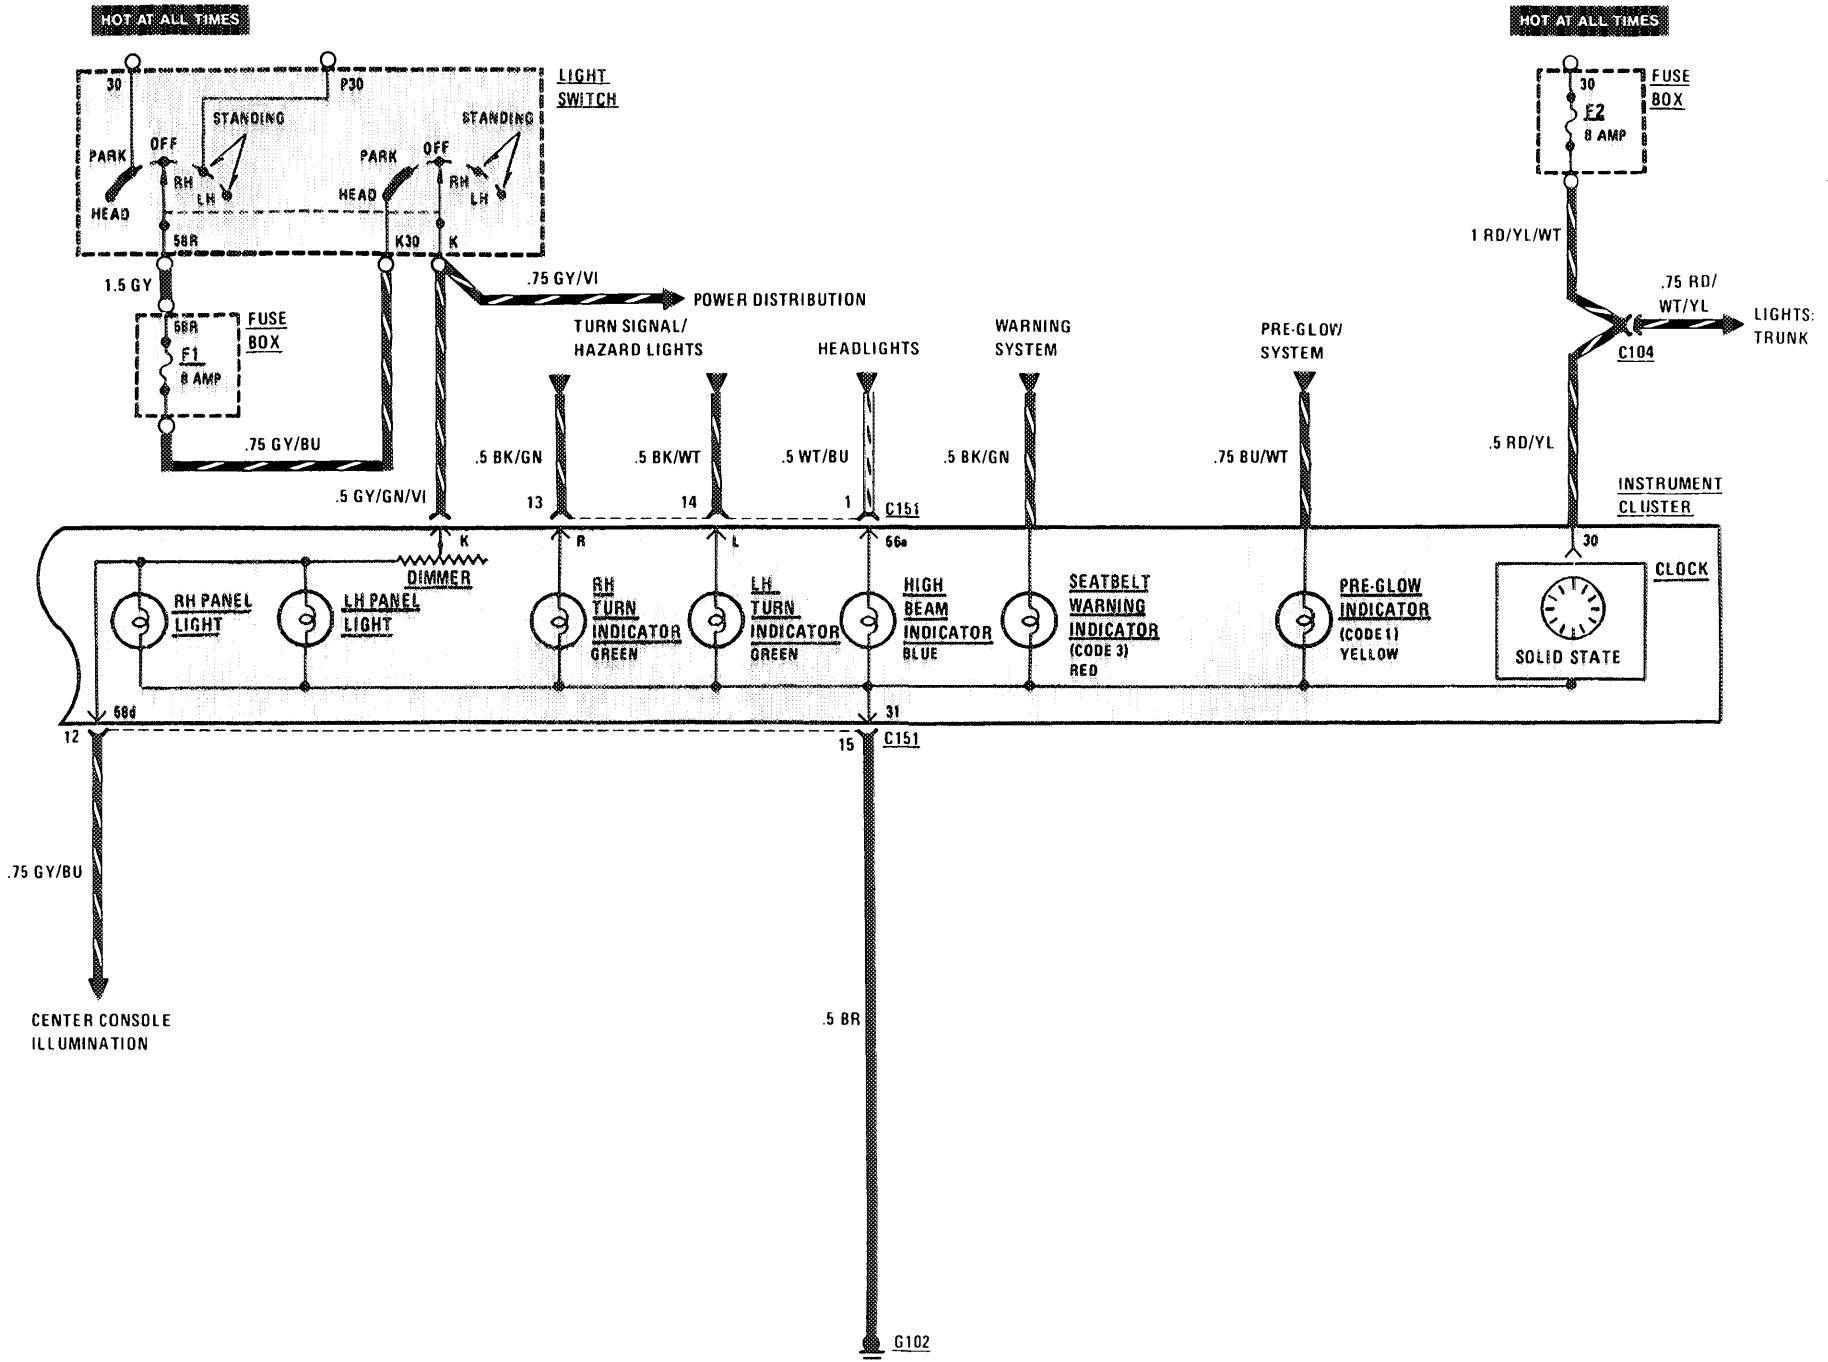 HOT AT ALL TIMES
HOT AT ALL TIMES
30
P30
LIGHT
SWITCH
STANDING
STANDING
PARK
OFF
RH
LH
HEAD
PARK
OFF
RH
LH
HEAD
58R
K30
K
30
F2
8 AMP
FUSE
BOX
1 RD/YL/WT
.75 RD/
WT/YL
LIGHTS:
TRUNK
C104
1.5 GY
58R
F1
8 AMP
FUSE
BOX
.75 GY/VI
POWER DISTRIBUTION
TURN SIGNAL/
HAZARD LIGHTS
HEADLIGHTS
WARNING
SYSTEM
PRE-GLOW
SYSTEM
.75 GY/BU
.5 GY/GN/VI
.5 BK/GN
.5 BK/WT
.5 WT/BU
.5 BK/GN
.75 BU/WT
.5 RD/YL
13
14
1
C151
INSTRUMENT
CLUSTER
K
R
L
56a
30
DIMMER
RH PANEL
LIGHT
LH PANEL
LIGHT
RH
TURN
INDICATOR
GREEN
LH
TURN
INDICATOR
GREEN
HIGH
BEAM
INDICATOR
BLUE
SEATBELT
WARNING
INDICATOR
(CODE 3)
RED
PRE-GLOW
INDICATOR
(CODE 1)
YELLOW
CLOCK
SOLID STATE
58d
31
12
15
C151
.75 GY/BU
CENTER CONSOLE
ILLUMINATION
.5 BR
G102